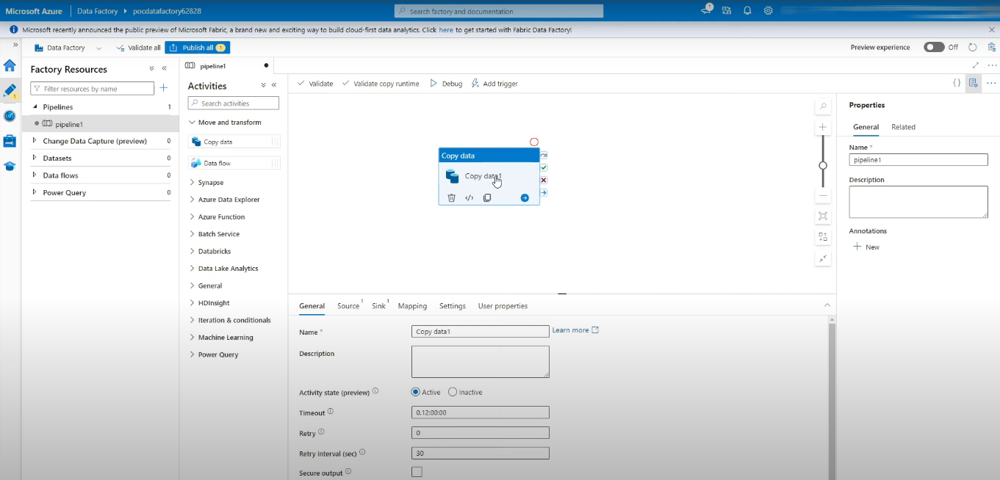 Microsoft Azure
Data Factory
pocdatafactory62828
Search factory and documentation
1
Microsoft recently announced the public preview of Microsoft Fabric, a brand new and exciting way to build cloud-first data analytics. Click here to get started with Fabric Data Factory!
Data Factory
Validate all
Publish all 1
Preview experience
Off
1
Factory Resources
Filter resources by name
Pipelines 1
pipeline1
Change Data Capture (preview) 0
Datasets 0
Data flows 0
Power Query 0
pipeline1
Activities
Search activities
Move and transform
Copy data
Data flow
Synapse
Azure Data Explorer
Azure Function
Batch Service
Databricks
Data Lake Analytics
General
HDInsight
Iteration & conditionals
Machine Learning
Power Query
Validate
Validate copy runtime
Debug
Add trigger
Copy data
Copy data1
General
Source 1
Sink 1
Mapping
Settings
User properties
Name *
Copy data1
Learn more
Description
Activity state (preview)
Active
Inactive
Timeout
0.12:00:00
Retry
0
Retry interval (sec)
30
Secure output
Properties
General
Related
Name *
pipeline1
Description
Annotations
New